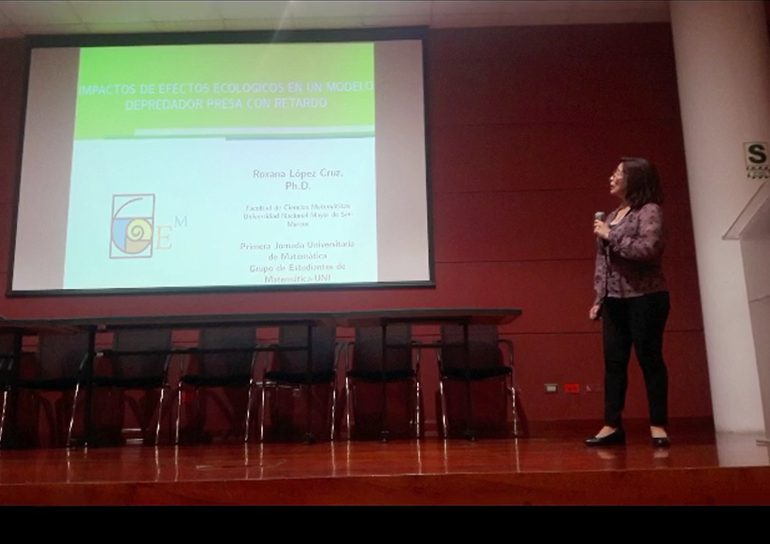 IMPACTOS DE EFECTOS ECOLOGICOS EN UN MODELO
DEPREDADOR PRESA CON RETARDO
Roxana López Cruz,
Ph.D.
Facultad de Ciencias Matemáticas
Universidad Nacional Mayor de San
Marcos
Primera Jornada Universitaria
de Matemática
Grupo de Estudiantes de
Matemática-UNI
E M
S